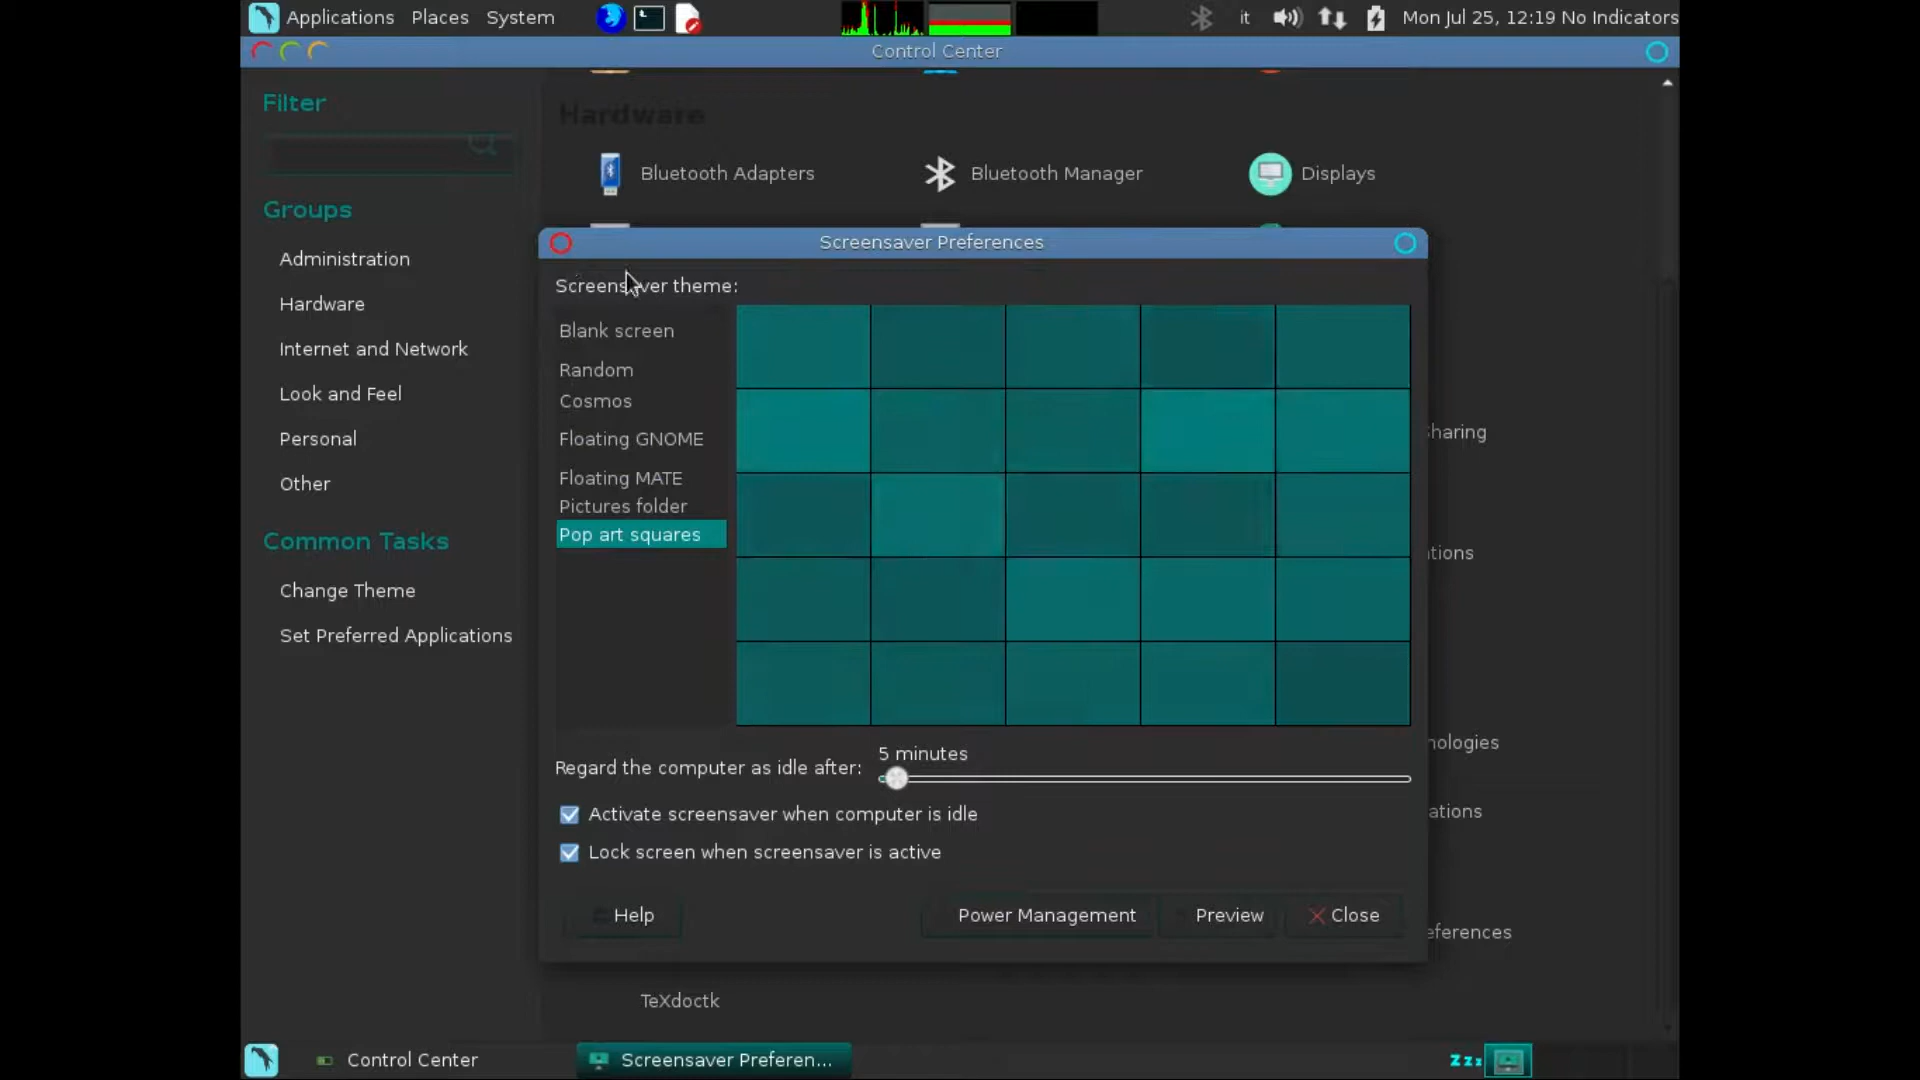 Applications Places System it Mon Jul 25, 12:19 No Indicators
Control Center
Filter
Hardware
Bluetooth Adapters Bluetooth Manager Displays
Groups
Administration
Hardware
Internet and Network
Look and Feel
Personal
Other
Common Tasks
Change Theme
Set Preferred Applications
Screensaver Preferences
Screensaver theme:
Blank screen
Random
Cosmos
Floating GNOME
Floating MATE
Pictures folder
Pop art squares
5 minutes
Regard the computer as idle after:
Activate screensaver when computer is idle
Lock screen when screensaver is active
Help Power Management Preview Close
haring
tions
nologies
ations
eferences
TeXdoctk
Control Center Screensaver Preferen... zzz